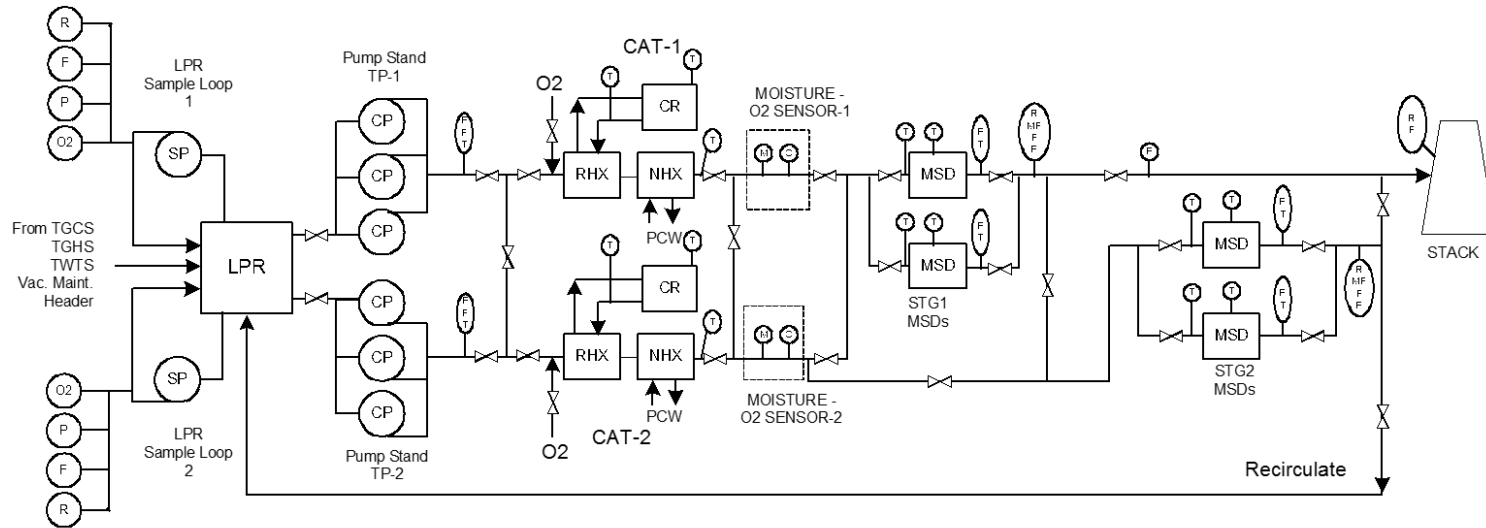 R
F
P
O2
LPR
Sample Loop
1
SP
Pump Stand
TP-1
CP
CP
CP
F
T
O2
CAT-1
T
T
CR
RHX
NHX
T
PCW
MOISTURE -
O2 SENSOR-1
M
O
T
T
F
T
MSD
T
T
F
T
MSD
STG1
MSDs
R
MF
F
F
F
R
F
STACK
From TGCS
TGHS
TWTS
Vac. Maint.
Header
LPR
CP
CP
CP
Pump Stand
TP-2
F
T
O2
CAT-2
T
T
CR
RHX
NHX
T
PCW
M
O
MOISTURE -
O2 SENSOR-2
T
T
F
T
MSD
T
T
F
T
MSD
STG2
MSDs
R
MF
F
F
SP
LPR
Sample Loop
2
O2
P
F
R
Recirculate